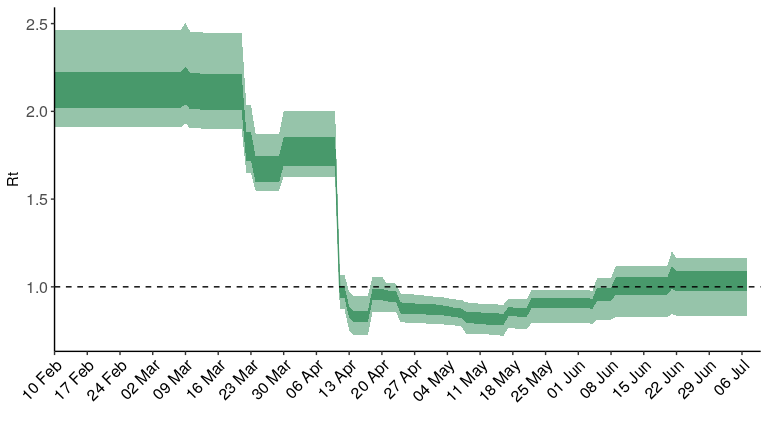 2.5
2.0
1.5
1.0
Rt
10 Feb
17 Feb
24 Feb
02 Mar
09 Mar
16 Mar
23 Mar
30 Mar
06 Apr
13 Apr
20 Apr
27 Apr
04 May
11 May
18 May
25 May
01 Jun
08 Jun
15 Jun
22 Jun
29 Jun
06 Jul